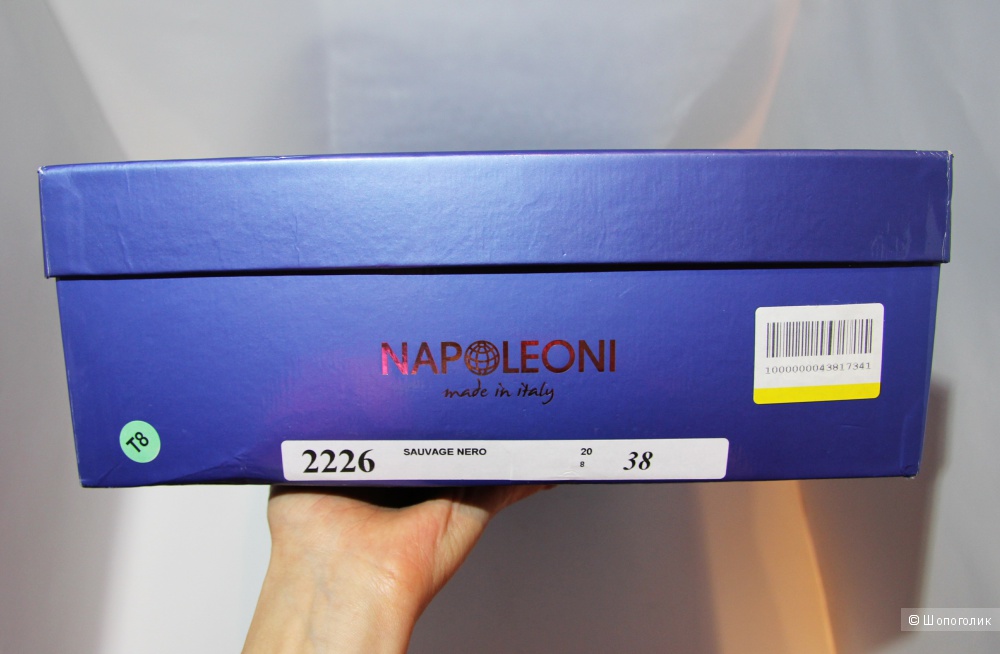 NAPOLEONI
made in italy
1000000043817341
T8
2226 SAUVAGE NERO 20 38
8
© Шопоголик